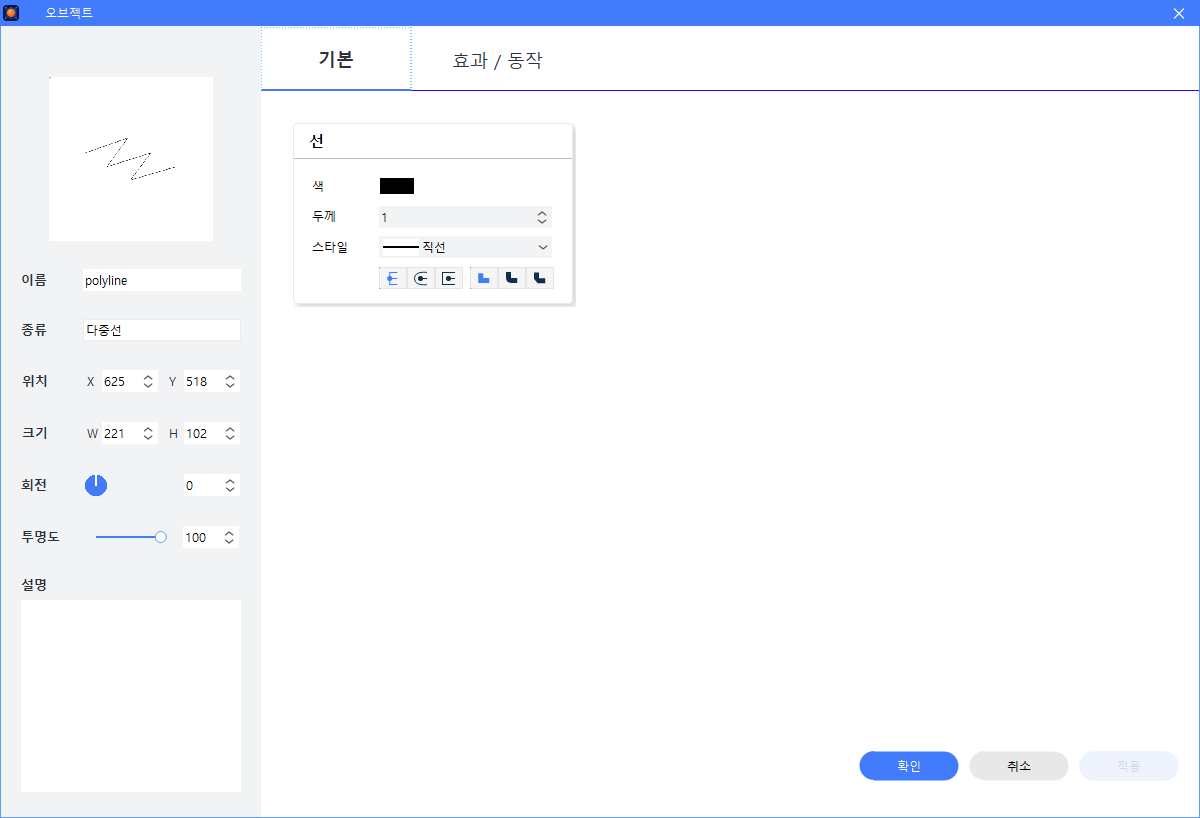 오브젝트
기본
효과 / 동작
선
색
두께
1
스타일
직선
이름
polyline
종류
다중선
위치
X 625
Y 518
크기
W 221
H 102
회전
0
투명도
100
설명
확인
취소
적용